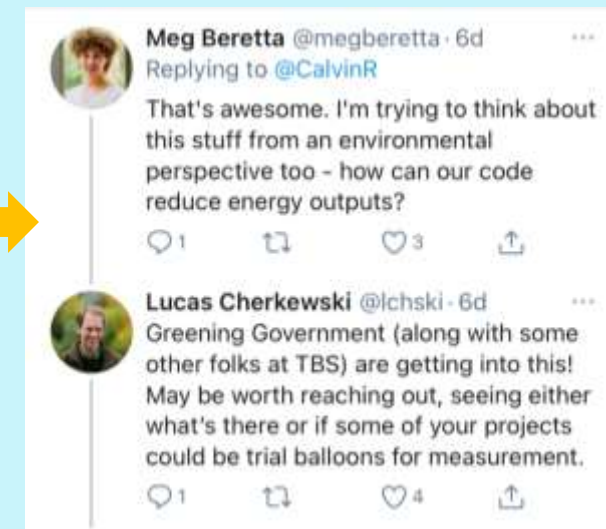 Meg Beretta @megberetta · 6d
Replying to @CalvinR
That's awesome. I'm trying to think about
this stuff from an environmental
perspective too - how can our code
reduce energy outputs?
1 3
Lucas Cherkewski @lchski · 6d
Greening Government (along with some
other folks at TBS) are getting into this!
May be worth reaching out, seeing either
what's there or if some of your projects
could be trial balloons for measurement.
1 4